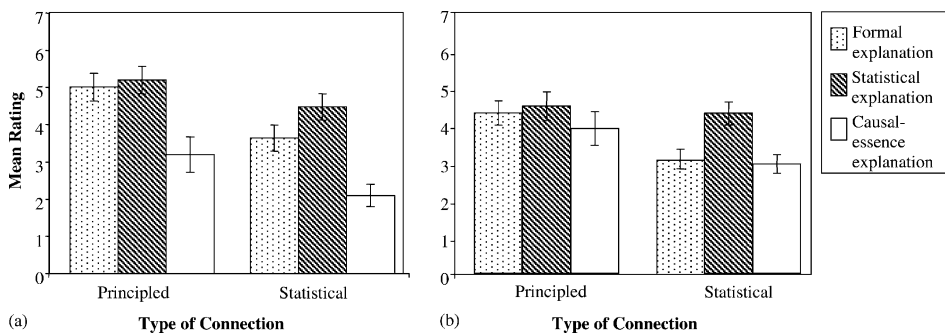 7
6
5
4
3
2
1
0
Mean Rating
Principled
Statistical
(a)
Type of Connection
7
6
5
4
3
2
1
0
Principled
Statistical
(b)
Type of Connection
Formal
explanation
Statistical
explanation
Causal-
essence
explanation